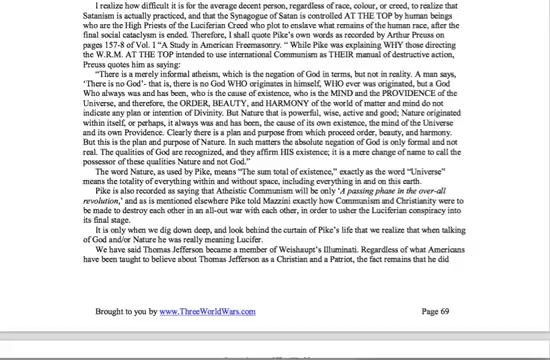 I realize how difficult it is for the average decent person, regardless of race, colour, or creed, to realize that
Satanism is actually practiced, and that the Synagogue of Satan is controlled AT THE TOP by human beings
who are the High Priests of the Luciferian Creed who plot to enslave what remains of the human race, after the
final social cataclysm is ended. Therefore, I shall quote Pike's own words as recorded by Arthur Preuss on
pages 157-8 of Vol. I "A Study in American Freemasonry. " While Pike was explaining WHY those directing
the W.R.M. AT THE TOP intended to use international Communism as THEIR manual of destructive action,
Preuss quotes him as saying:
"There is a merely informal atheism, which is the negation of God in terms, but not in reality. A man says,
'There is no God'- that is, there is no God WHO originates in himself, WHO ever was originated, but a God
Who always was and has been, who is the cause of existence, who is the MIND and the PROVIDENCE of the
Universe, and therefore, the ORDER, BEAUTY, and HARMONY of the world of matter and mind do not
indicate any plan or intention of Divinity. But Nature that is powerful, wise, active and good; Nature originated
within itself, or perhaps, it always was and has been, the cause of its own existence, the mind of the Universe
and its own Providence. Clearly there is a plan and purpose from which proceed order, beauty, and harmony.
But this is the plan and purpose of Nature. In such matters the absolute negation of God is only formal and not
real. The qualities of God are recognized, and they affirm HIS existence; it is a mere change of name to call the
possessor of these qualities Nature and not God."
The word Nature, as used by Pike, means "The sum total of existence," exactly as the word "Universe"
means the totality of everything within and without space, including everything in and on this earth.
Pike is also recorded as saying that Atheistic Communism will be only 'A passing phase in the over-all
revolution,' and as is mentioned elsewhere Pike told Mazzini exactly how Communism and Christianity were to
be made to destroy each other in an all-out war with each other, in order to usher the Luciferian conspiracy into
its final stage.
It is only when we dig down deep, and look behind the curtain of Pike's life that we realize that when talking
of God and/or Nature he was really meaning Lucifer.
We have said Thomas Jefferson became a member of Weishaupt's Illuminati. Regardless of what Americans
have been taught to believe about Thomas Jefferson as a Christian and a Patriot, the fact remains that he did
Brought to you by www.ThreeWorldWars.com Page 69